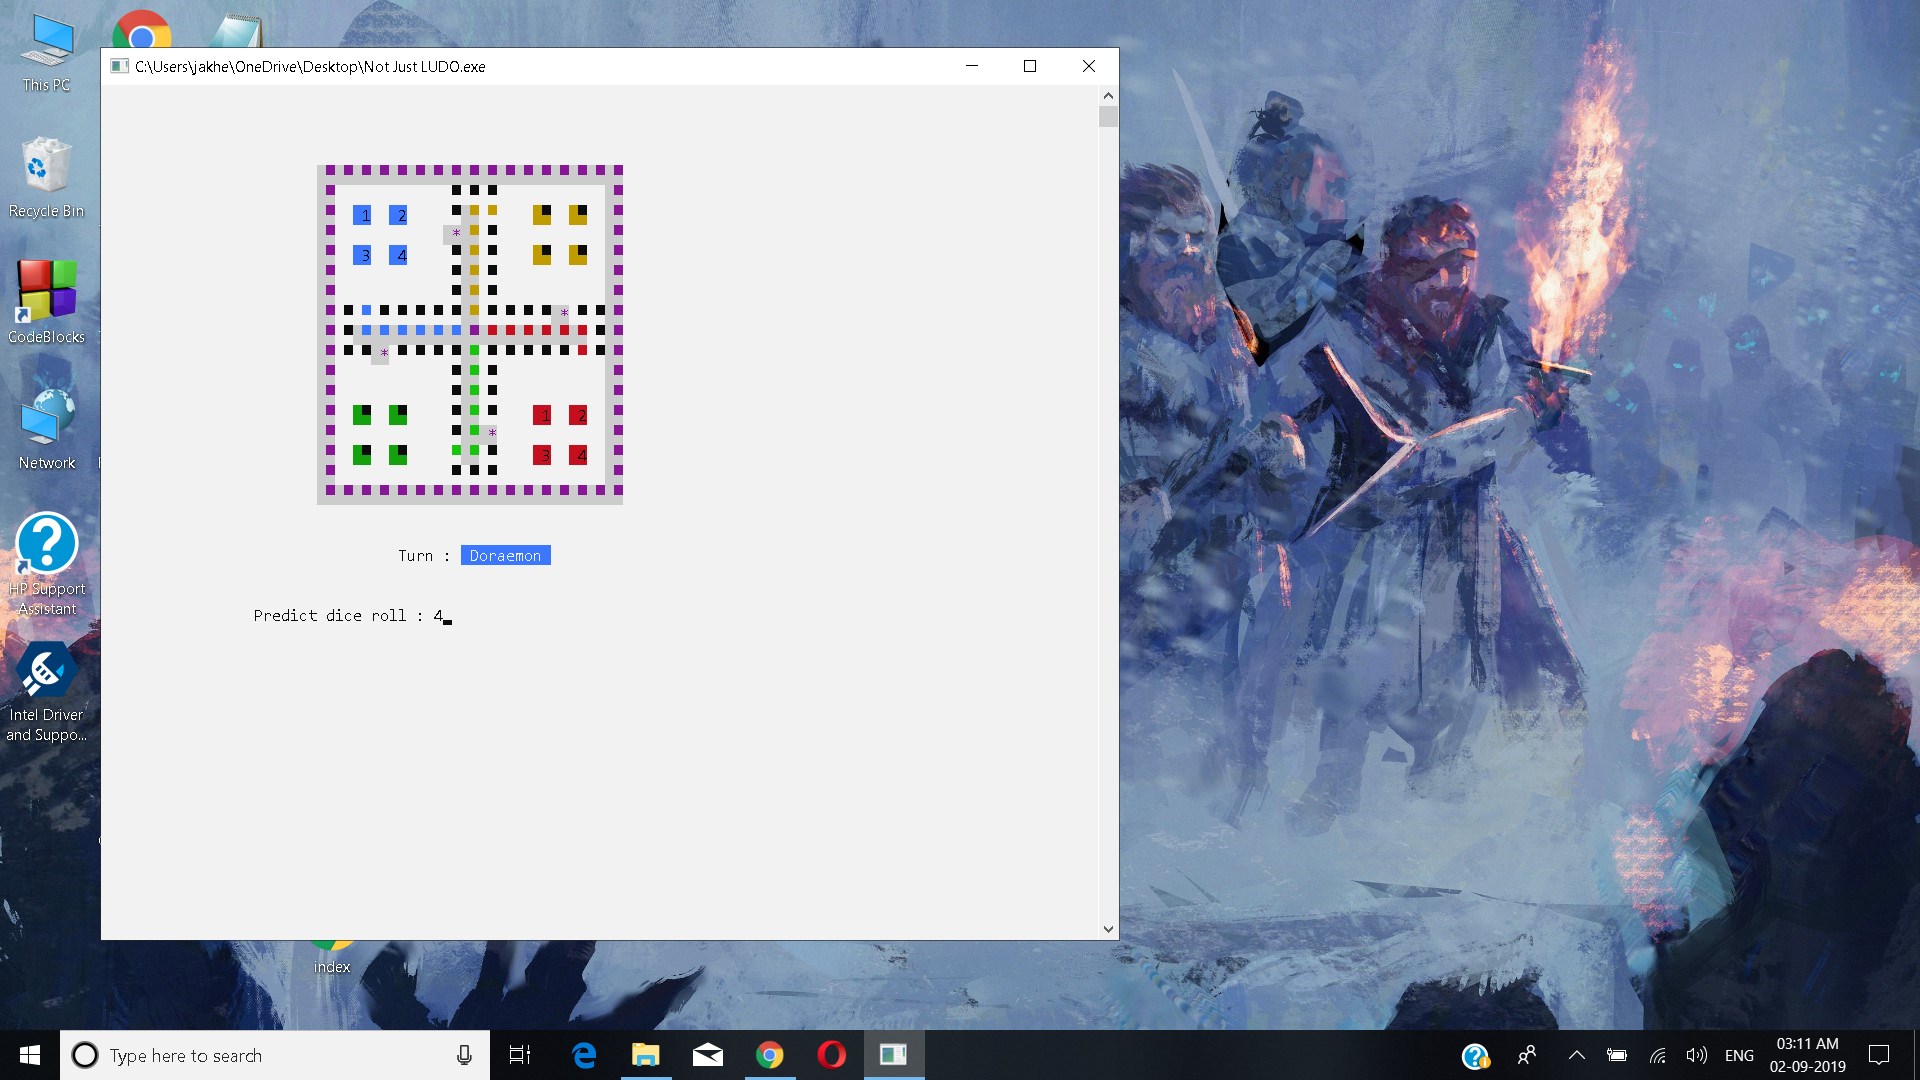 This PC
Recycle Bin
CodeBlocks
Network
HP Support
Assistant
Intel Driver
and Suppo...
index
C:\Users\jakhe\OneDrive\Desktop\Not Just LUDO.exe
1 2
*
3 4
*
*
1 2
*
3 4
Turn : Doraemon
Predict dice roll : 4_
Type here to search
ENG
03:11 AM
02-09-2019